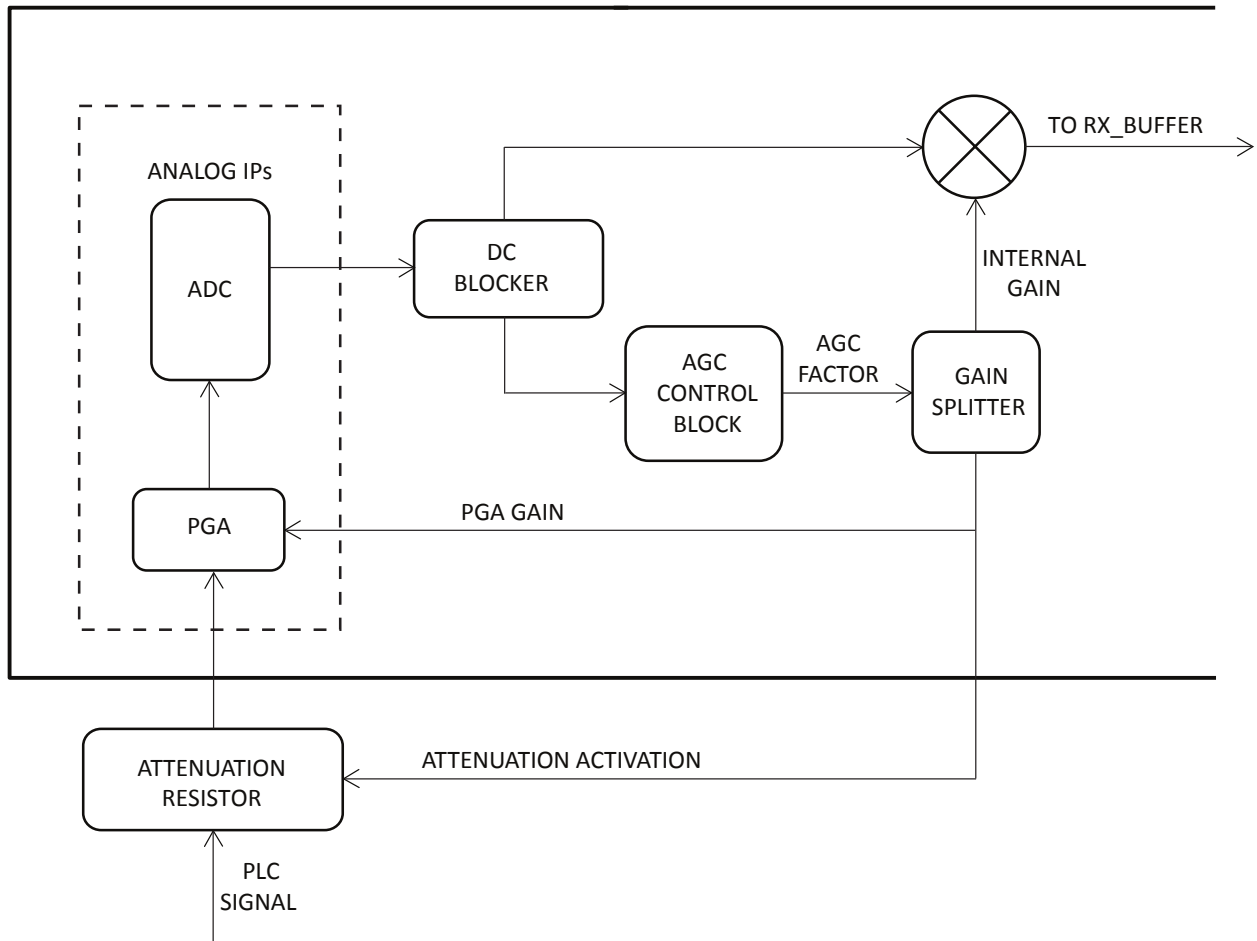 TO RX_BUFFER
ANALOG IPs
ADC
DC
BLOCKER
INTERNAL
GAIN
AGC
CONTROL
BLOCK
AGC
FACTOR
GAIN
SPLITTER
PGA
PGA GAIN
ATTENUATION
RESISTOR
ATTENUATION ACTIVATION
PLC
SIGNAL